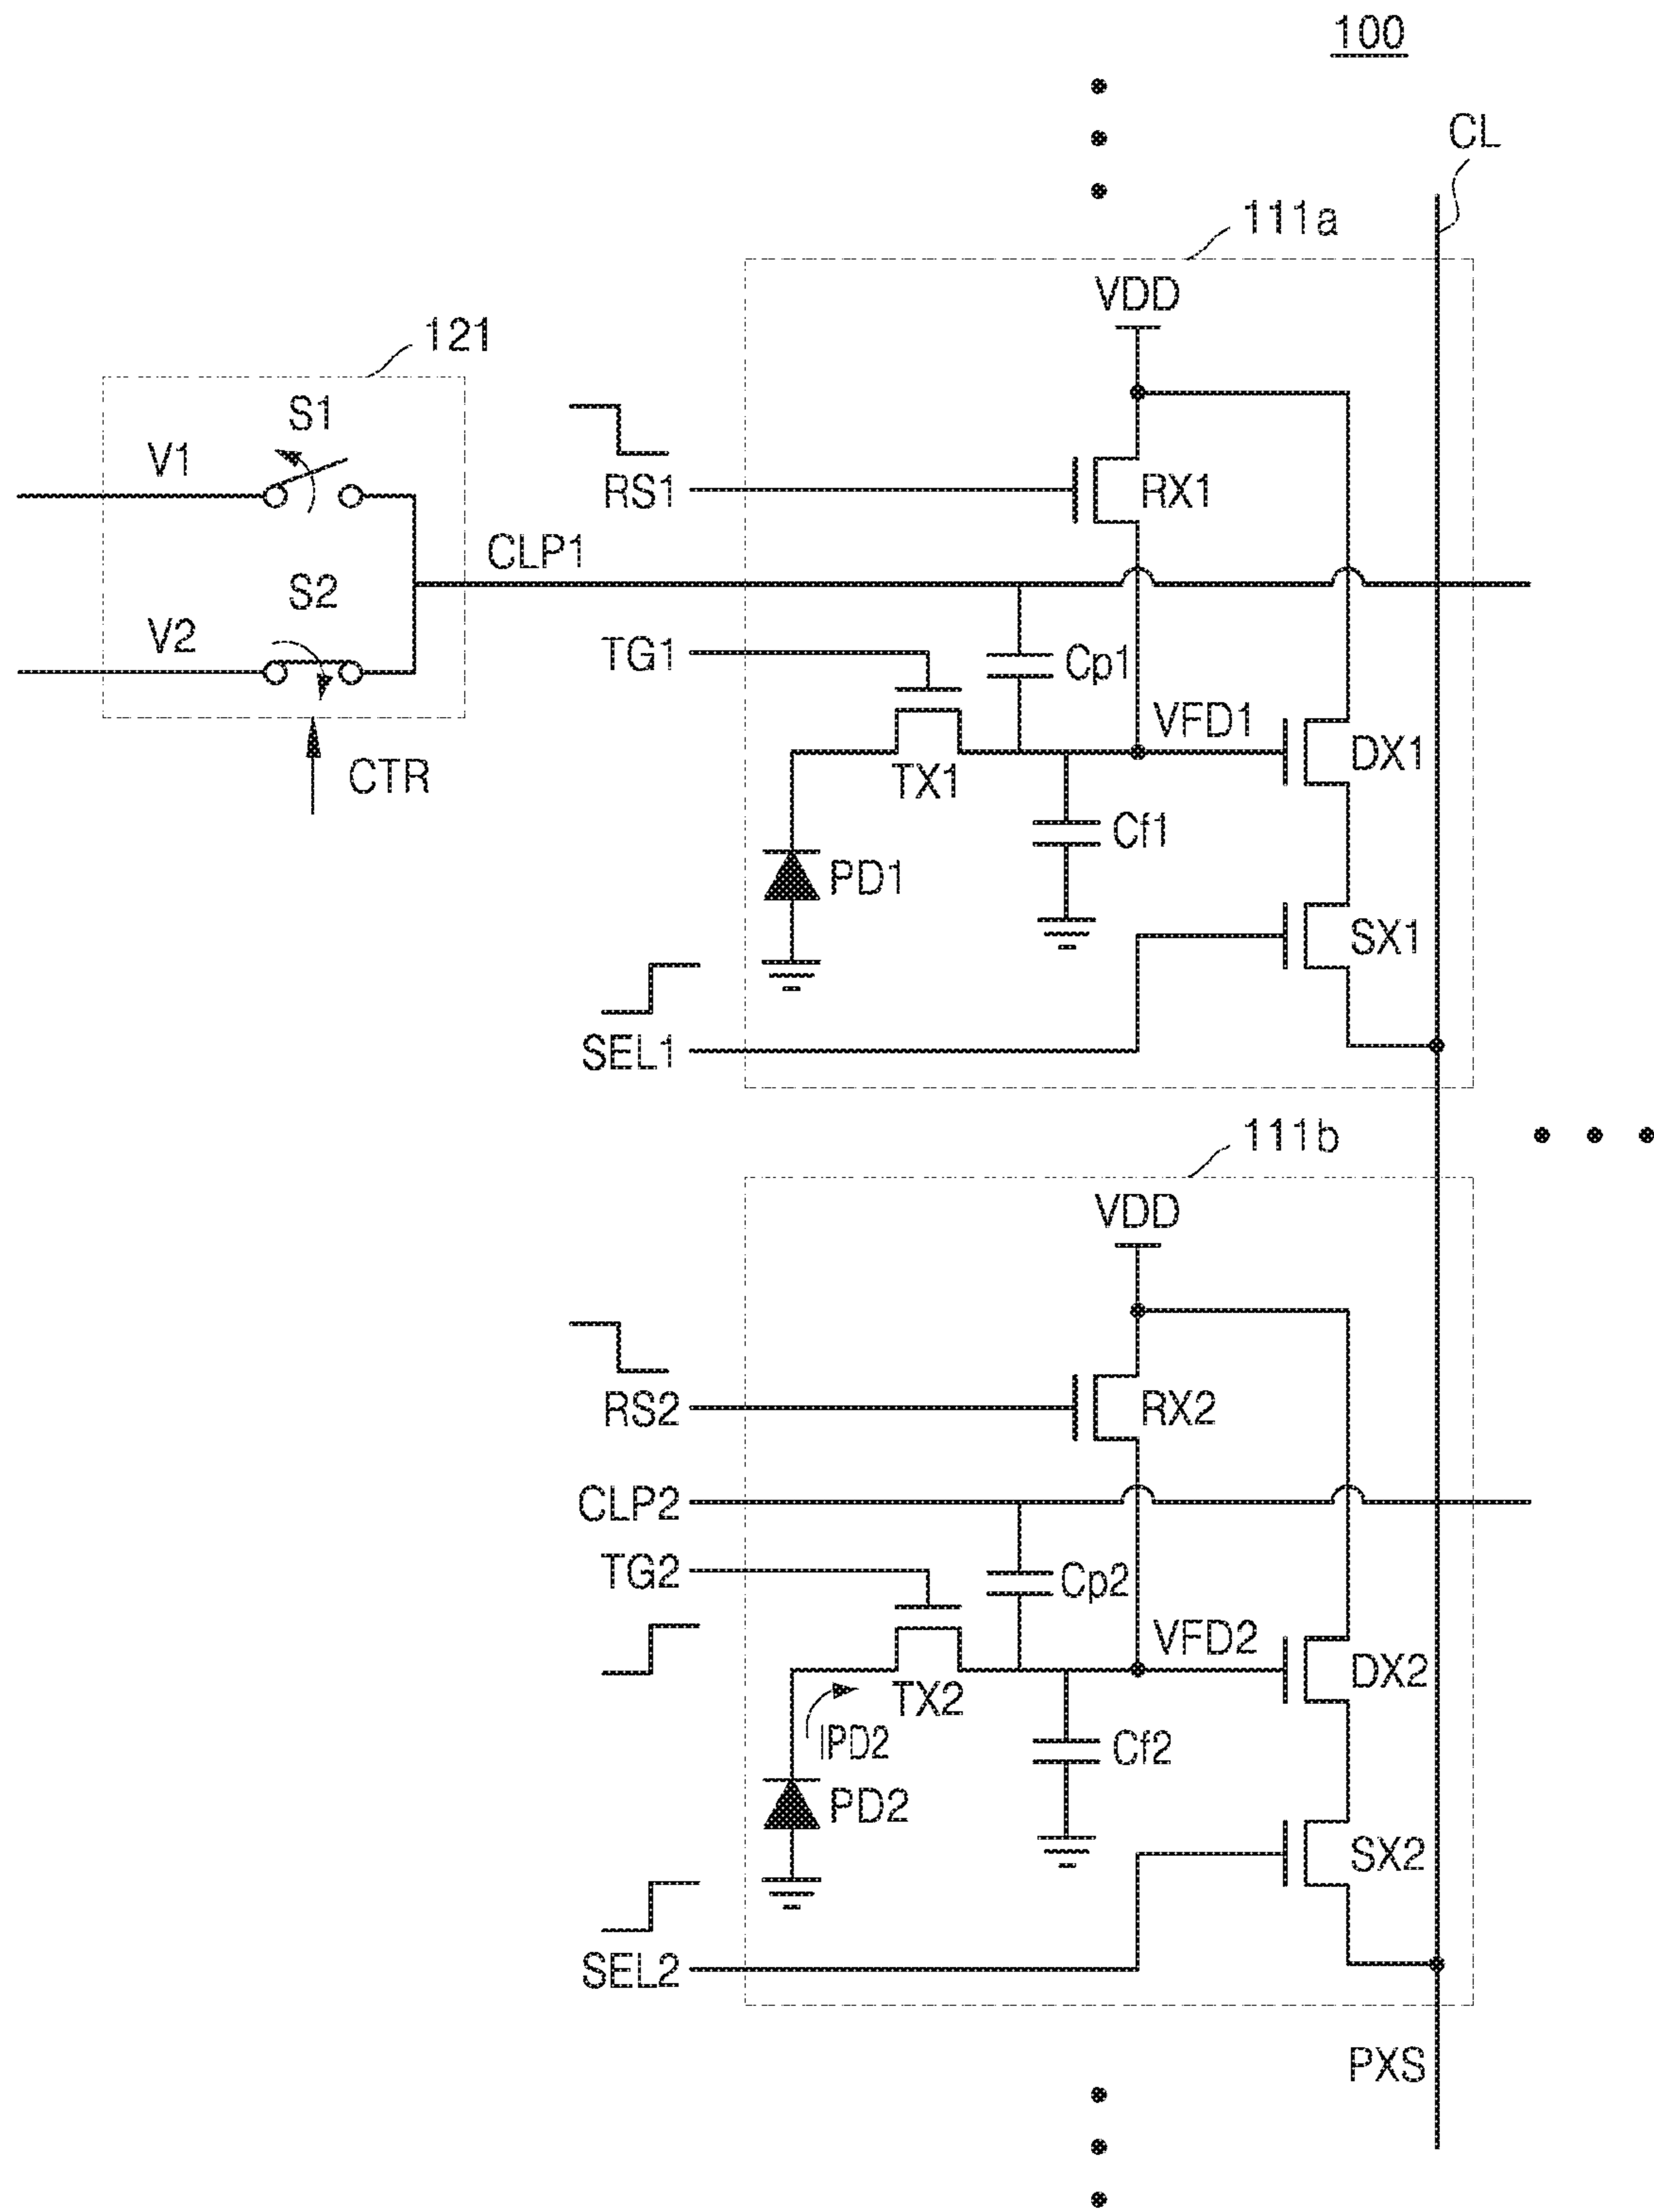 100
CL
111a
VDD
121
S1
V1
RS1
RX1
CLP1
S2
V2
TG1
Cp1
VFD1
DX1
TX1
CTR
Cf1
PD1
SX1
SEL1
111b
VDD
RS2
RX2
CLP2
TG2
Cp2
VFD2
DX2
TX2
IPD2
Cf2
PD2
SX2
SEL2
PXS